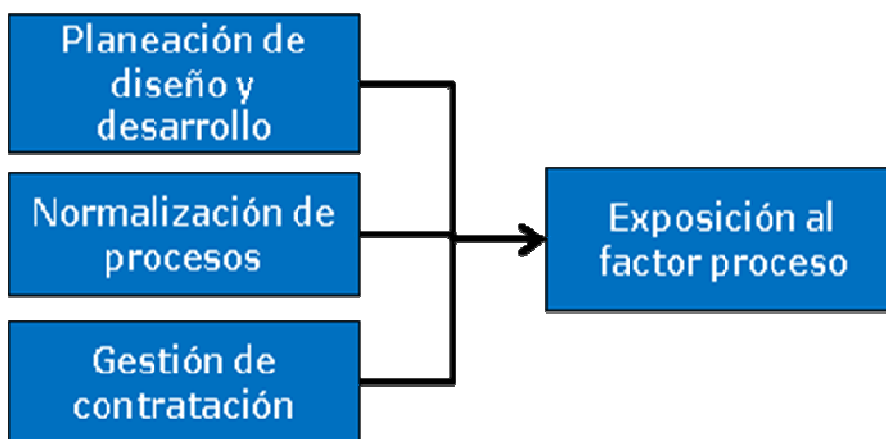 Planeación de
diseño y
desarrollo
Normalización de
procesos
Gestión de
contratación
Exposición al
factor proceso